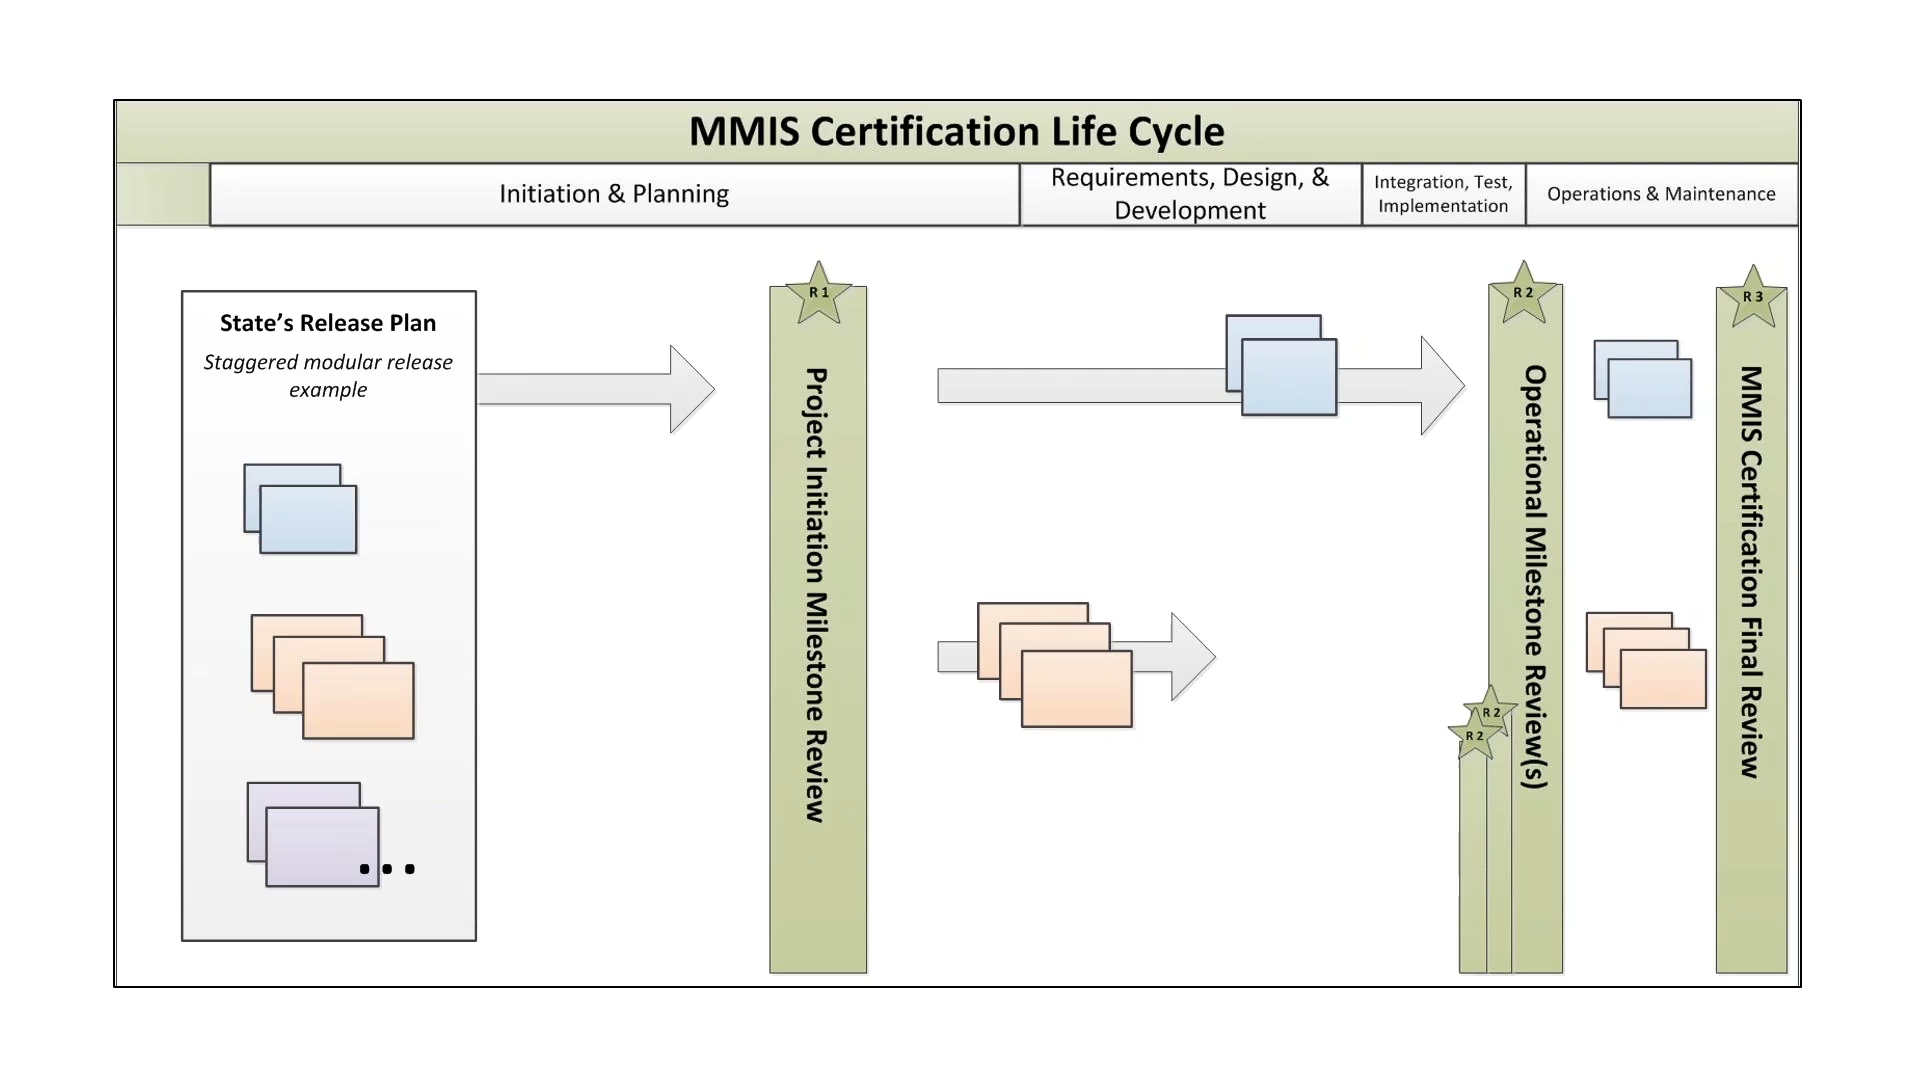 MMIS Certification Life Cycle
Initiation & Planning
Requirements, Design, &
Development
Integration, Test,
Implementation
Operations & Maintenance
State’s Release Plan
Staggered modular release
example
...
R 1
Project Initiation Milestone Review
R 2
Operational Milestone Review(s)
R 2
R 2
R 3
MMIS Certification Final Review